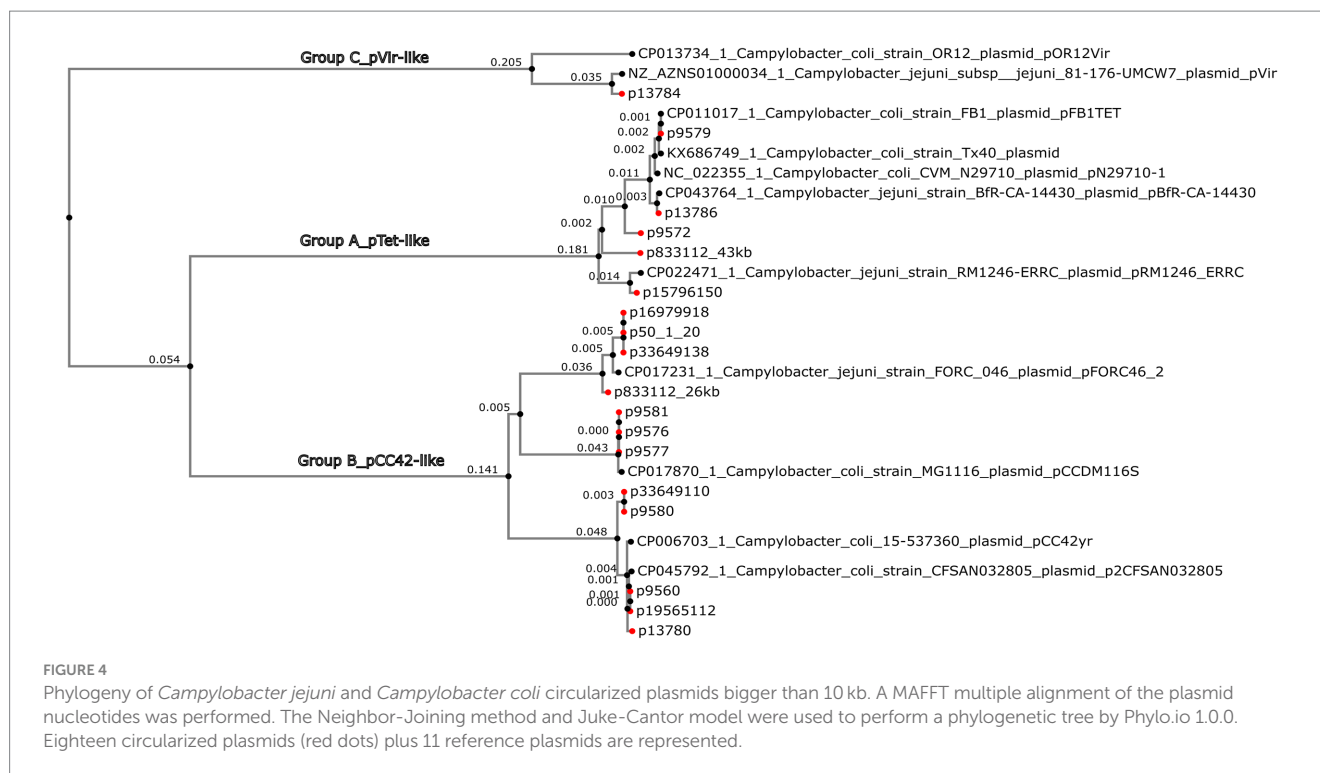 Group C_pVir-like
0.205
CP013734_1_Campylobacter_coli_strain_OR12_plasmid_pOR12Vir
NZ_AZNS01000034_1_Campylobacter_jejuni_subsp__jejuni_81-176-UMCW7_plasmid_pVir
0.035
p13784
0.001
CP011017_1_Campylobacter_coli_strain_FB1_plasmid_pFB1TET
0.002
p9579
0.002
KX686749_1_Campylobacter_coli_strain_Tx40_plasmid
0.011
NC_022355_1_Campylobacter_coli_CVM_N29710_plasmid_pN29710-1
0.010
0.003
CP043764_1_Campylobacter_jejuni_strain_BfR-CA-14430_plasmid_pBfR-CA-14430
p13786
0.002
p9572
Group A_pTet-like
0.181
p833112_43kb
0.014
CP022471_1_Campylobacter_jejuni_strain_RM1246-ERRC_plasmid_pRM1246_ERRC
p15796150
p16979918
0.005
p50_1_20
0.005
p33649138
0.054
0.036
CP017231_1_Campylobacter_jejuni_strain_FORC_046_plasmid_pFORC46_2
p833112_26kb
0.005
p9581
0.000
p9576
0.043
p9577
Group B_pCC42-like
0.141
CP017870_1_Campylobacter_coli_strain_MG1116_plasmid_pCCDM116S
0.003
p33649110
p9580
0.048
CP006703_1_Campylobacter_coli_15-537360_plasmid_pCC42yr
0.004
CP045792_1_Campylobacter_coli_strain_CFSAN032805_plasmid_p2CFSAN032805
0.001
p9560
0.001
0.000
p19565112
p13780
FIGURE 4
Phylogeny of Campylobacter jejuni and Campylobacter coli circularized plasmids bigger than 10 kb. A MAFFT multiple alignment of the plasmid
nucleotides was performed. The Neighbor-Joining method and Juke-Cantor model were used to perform a phylogenetic tree by Phylo.io 1.0.0.
Eighteen circularized plasmids (red dots) plus 11 reference plasmids are represented.